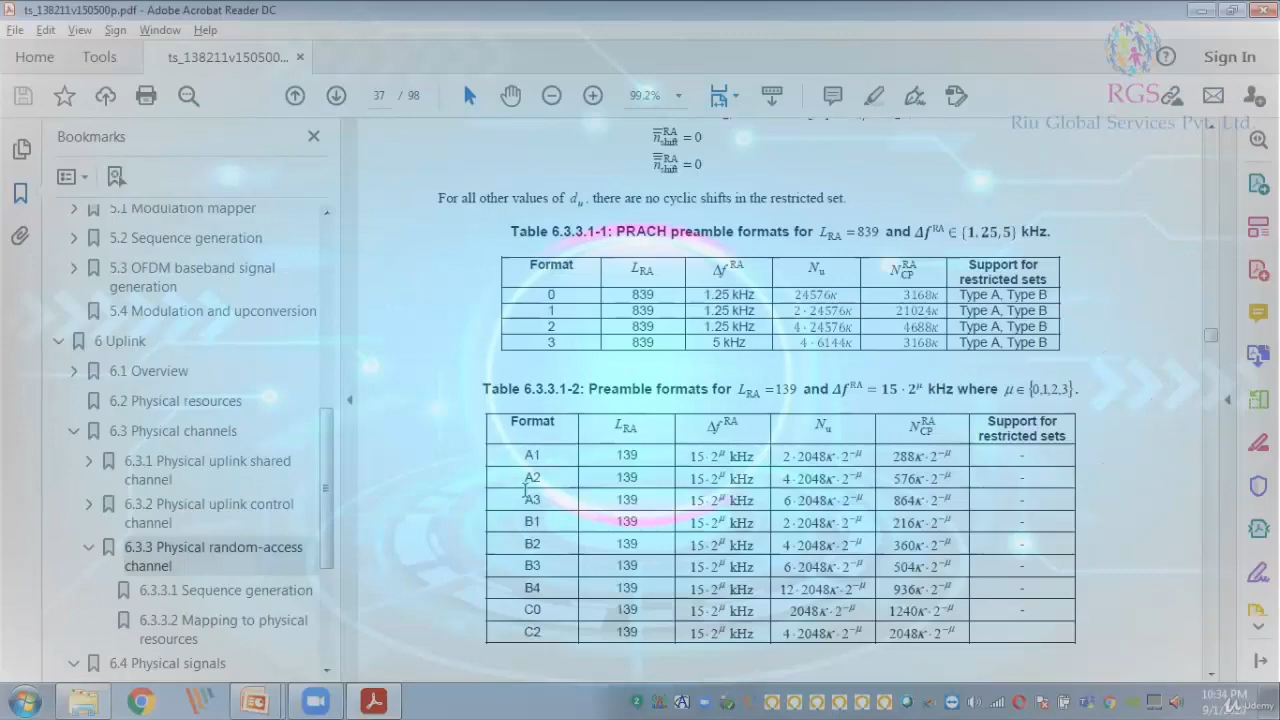 ts_138211v150500p.pdf - Adobe Acrobat Reader DC
File Edit View Sign Window Help
Home Tools ts_138211v150500... × Sign In
37 / 98 99.2%
RGS
Riu Global Services Pvt. Ltd
Bookmarks
5.1 Modulation mapper
5.2 Sequence generation
5.3 OFDM baseband signal
generation
5.4 Modulation and upconversion
6 Uplink
6.1 Overview
6.2 Physical resources
6.3 Physical channels
6.3.1 Physical uplink shared
channel
6.3.2 Physical uplink control
channel
6.3.3 Physical random-access
channel
6.3.3.1 Sequence generation
6.3.3.2 Mapping to physical
resources
6.4 Physical signals
n̅ RA shift = 0
n̿ RA shift = 0
For all other values of d_u, there are no cyclic shifts in the restricted set.
Table 6.3.3.1-1: PRACH preamble formats for L_RA = 839 and Δf^RA ∈ {1.25,5} kHz.
Format L_RA Δf^RA N_u N_CP^RA Support for restricted sets
0 839 1.25 kHz 24576κ 3168κ Type A, Type B
1 839 1.25 kHz 2·24576κ 21024κ Type A, Type B
2 839 1.25 kHz 4·24576κ 4688κ Type A, Type B
3 839 5 kHz 4·6144κ 3168κ Type A, Type B
Table 6.3.3.1-2: Preamble formats for L_RA = 139 and Δf^RA = 15·2^μ kHz where μ ∈ {0,1,2,3}.
Format L_RA Δf^RA N_u N_CP^RA Support for restricted sets
A1 139 15·2^μ kHz 2·2048κ·2^−μ 288κ·2^−μ -
A2 139 15·2^μ kHz 4·2048κ·2^−μ 576κ·2^−μ -
A3 139 15·2^μ kHz 6·2048κ·2^−μ 864κ·2^−μ -
B1 139 15·2^μ kHz 2·2048κ·2^−μ 216κ·2^−μ -
B2 139 15·2^μ kHz 4·2048κ·2^−μ 360κ·2^−μ -
B3 139 15·2^μ kHz 6·2048κ·2^−μ 504κ·2^−μ -
B4 139 15·2^μ kHz 12·2048κ·2^−μ 936κ·2^−μ -
C0 139 15·2^μ kHz 2048κ·2^−μ 1240κ·2^−μ -
C2 139 15·2^μ kHz 4·2048κ·2^−μ 2048κ·2^−μ -
10:34 PM
Udemy